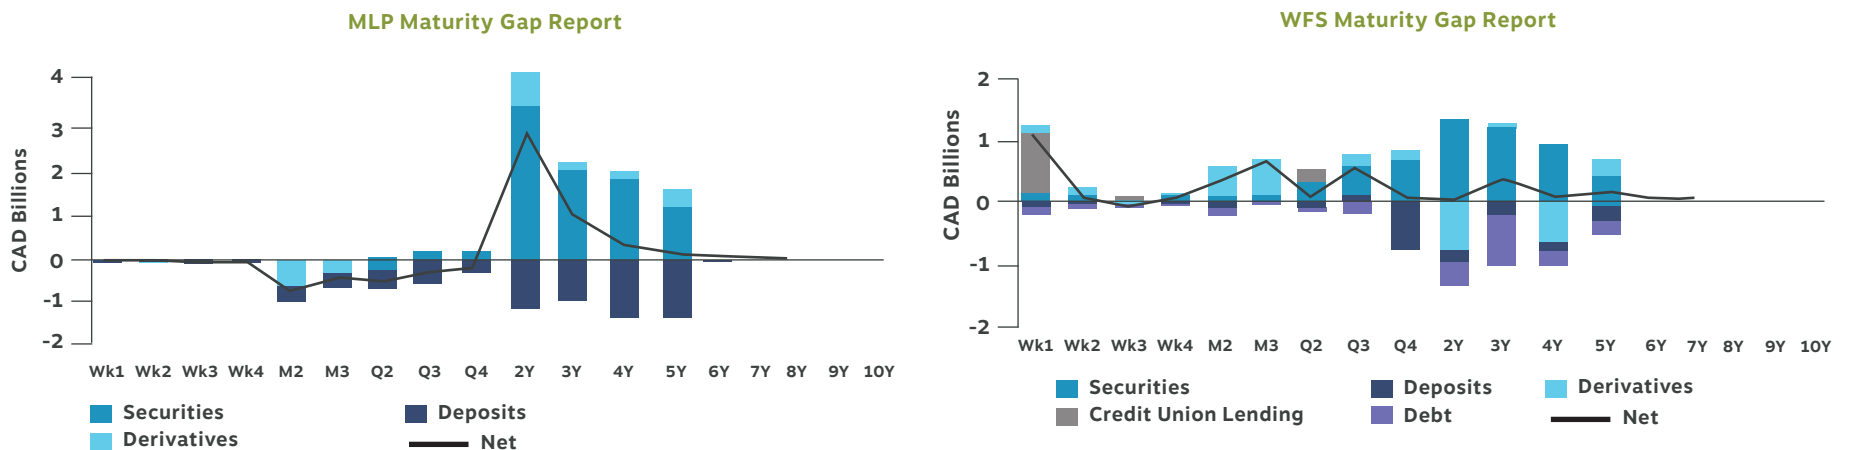 MLP Maturity Gap Report
CAD Billions
4
3
2
1
0
-1
-2
Wk1 Wk2 Wk3 Wk4 M2 M3 Q2 Q3 Q4 2Y 3Y 4Y 5Y 6Y 7Y 8Y 9Y 10Y
Securities
Deposits
Derivatives
Net
WFS Maturity Gap Report
CAD Billions
2
1
0
-1
-2
Wk1 Wk2 Wk3 Wk4 M2 M3 Q2 Q3 Q4 2Y 3Y 4Y 5Y 6Y 7Y 8Y 9Y 10Y
Securities
Deposits
Derivatives
Credit Union Lending
Debt
Net